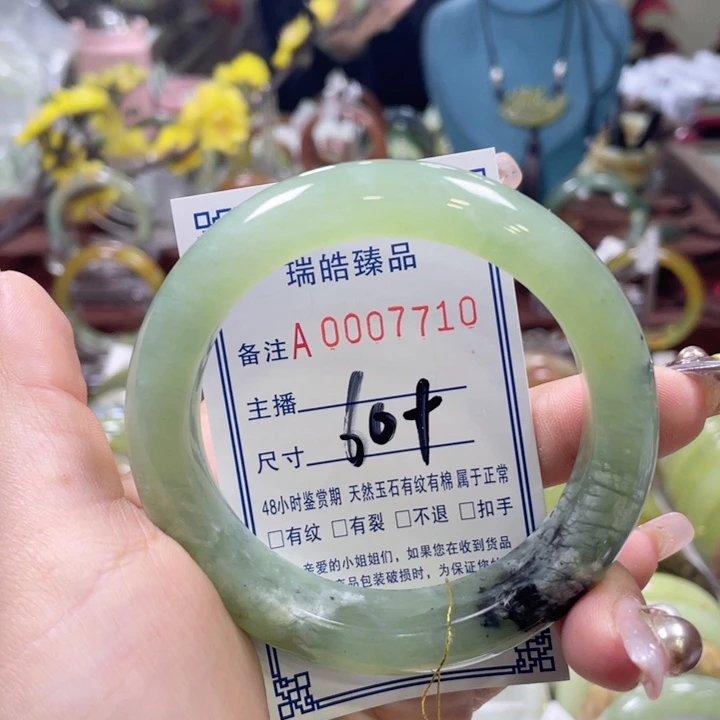 瑞皓臻品
备注A 0007710
主播
尺寸 60+
48小时鉴赏期 天然玉石有纹有棉 属于正常
□有纹 □有裂 □不退 □扣手
亲爱的小姐姐们，如果您在收到货品
品包装破损时，为保证您